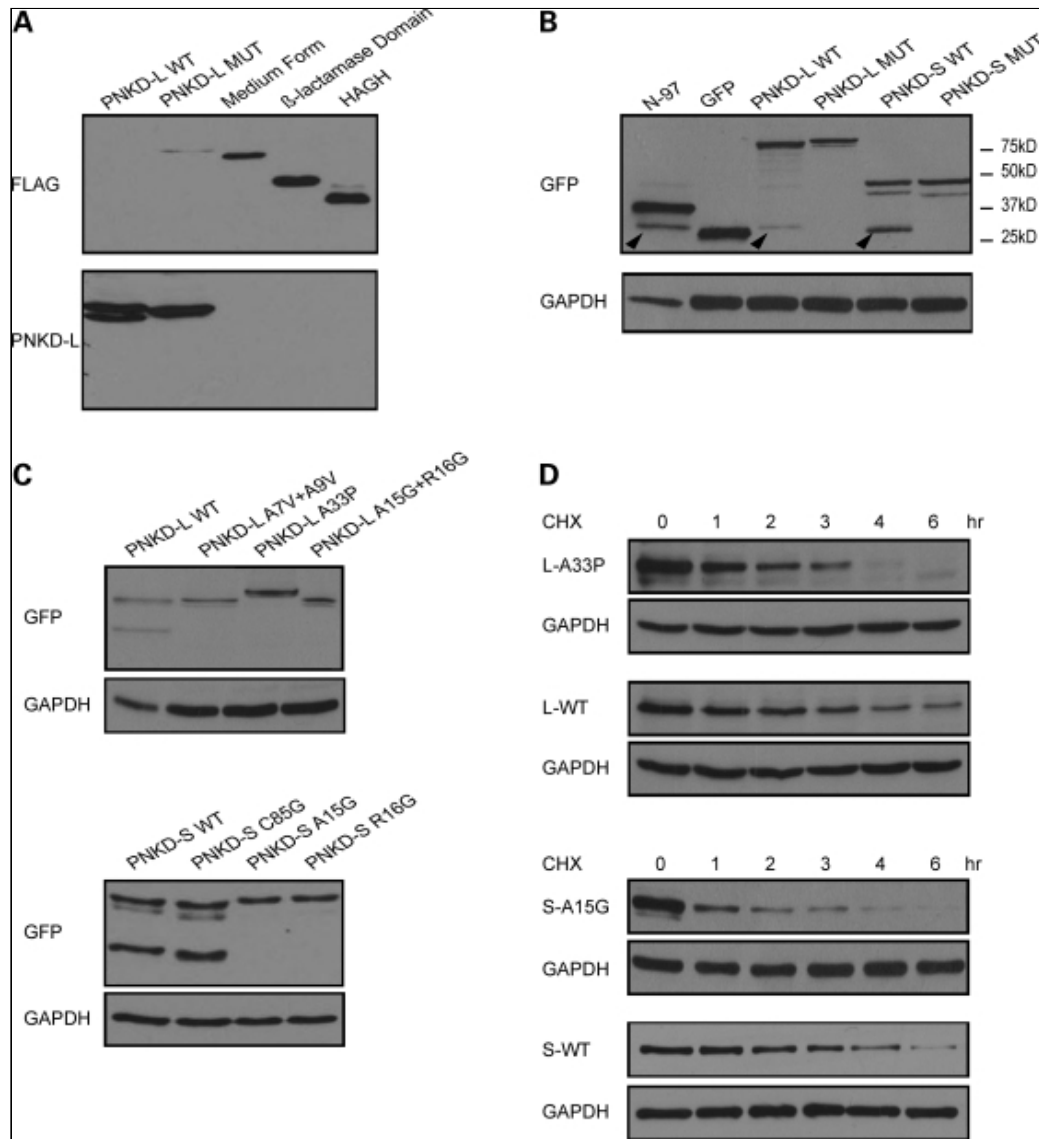 A
PNKD-L WT
PNKD-L MUT
Medium Form
ß-lactamase Domain
HAGH
FLAG
PNKD-L
B
N-97
GFP
PNKD-L WT
PNKD-L MUT
PNKD-S WT
PNKD-S MUT
GFP
75kD
50kD
37kD
25kD
GAPDH
C
PNKD-L WT
PNKD-L A7V+A9V
PNKD-L A33P
PNKD-L A15G+R16G
GFP
GAPDH
PNKD-S WT
PNKD-S C85G
PNKD-S A15G
PNKD-S R16G
GFP
GAPDH
D
CHX 0 1 2 3 4 6 hr
L-A33P
GAPDH
L-WT
GAPDH
CHX 0 1 2 3 4 6 hr
S-A15G
GAPDH
S-WT
GAPDH